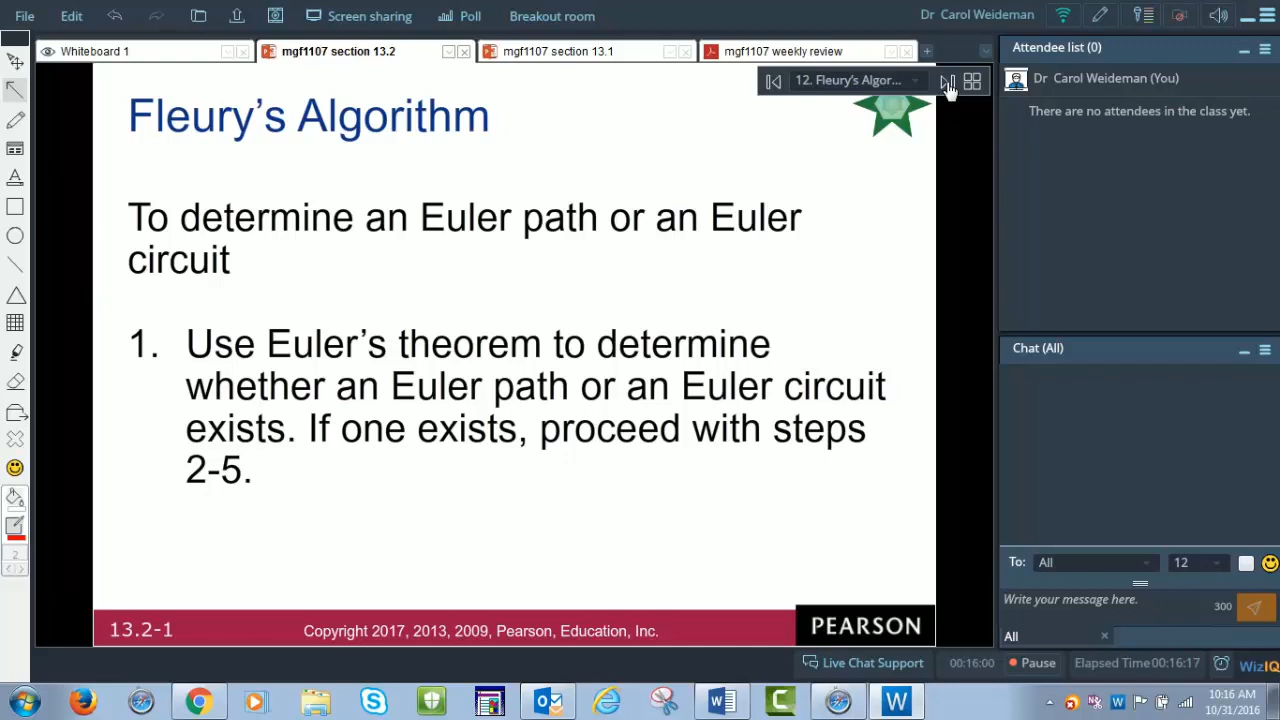 File Edit Screen sharing Poll Breakout room Dr Carol Weideman
Whiteboard 1 mgf1107 section 13.2 mgf1107 section 13.1 mgf1107 weekly review
12. Fleury's Algor...
Fleury's Algorithm
To determine an Euler path or an Euler
circuit
1. Use Euler's theorem to determine
whether an Euler path or an Euler circuit
exists. If one exists, proceed with steps
2-5.
13.2-1 Copyright 2017, 2013, 2009, Pearson, Education, Inc. PEARSON
2
Attendee list (0)
Dr Carol Weideman (You)
There are no attendees in the class yet.
Chat (All)
To: All 12
Write your message here. 300
All
Live Chat Support 00:16:00 Pause Elapsed Time 00:16:17 WizIQ
10:16 AM
10/31/2016